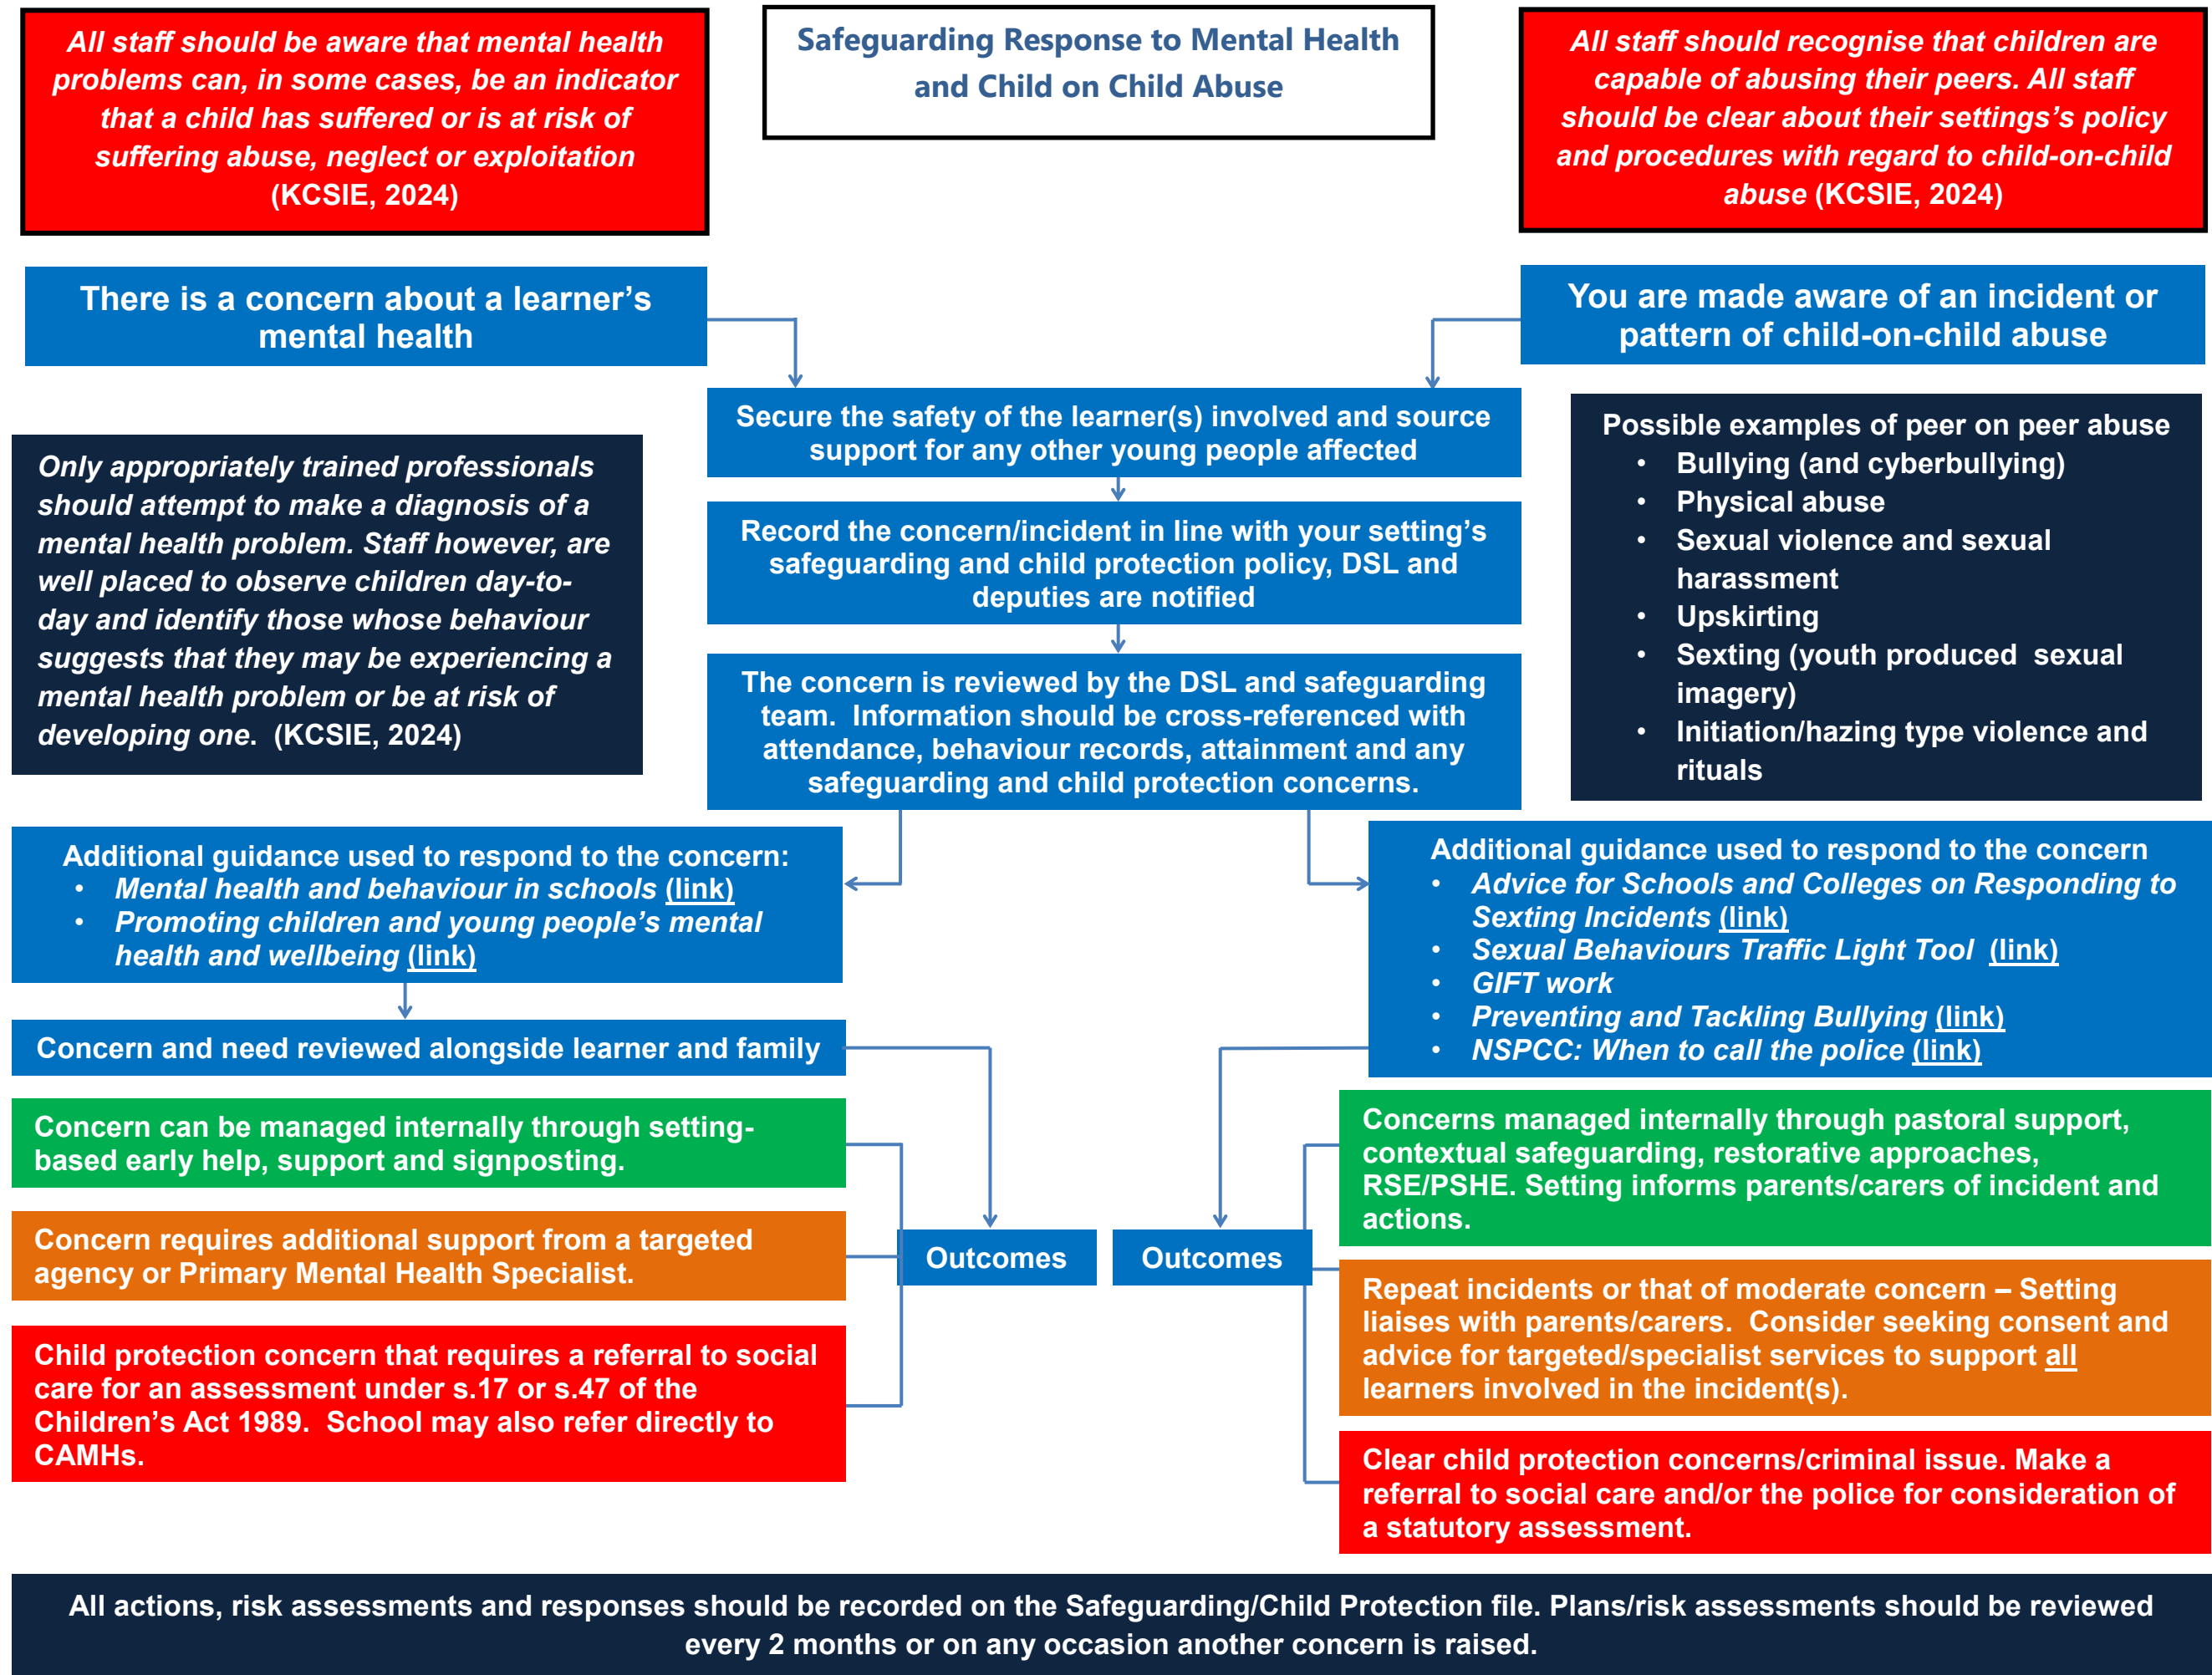 All staff should be aware that mental health
problems can, in some cases, be an indicator
that a child has suffered or is at risk of
suffering abuse, neglect or exploitation
(KCSIE, 2024)
Safeguarding Response to Mental Health
and Child on Child Abuse
All staff should recognise that children are
capable of abusing their peers. All staff
should be clear about their settings's policy
and procedures with regard to child-on-child
abuse (KCSIE, 2024)
There is a concern about a learner's
mental health
You are made aware of an incident or
pattern of child-on-child abuse
Secure the safety of the learner(s) involved and source
support for any other young people affected
Only appropriately trained professionals
should attempt to make a diagnosis of a
mental health problem. Staff however, are
well placed to observe children day-to-
day and identify those whose behaviour
suggests that they may be experiencing a
mental health problem or be at risk of
developing one. (KCSIE, 2024)
Record the concern/incident in line with your setting's
safeguarding and child protection policy, DSL and
deputies are notified
The concern is reviewed by the DSL and safeguarding
team.  Information should be cross-referenced with
attendance, behaviour records, attainment and any
safeguarding and child protection concerns.
Possible examples of peer on peer abuse
• Bullying (and cyberbullying)
• Physical abuse
• Sexual violence and sexual
harassment
• Upskirting
• Sexting (youth produced  sexual
imagery)
• Initiation/hazing type violence and
rituals
Additional guidance used to respond to the concern:
• Mental health and behaviour in schools (link)
• Promoting children and young people's mental
health and wellbeing (link)
Additional guidance used to respond to the concern
• Advice for Schools and Colleges on Responding to
Sexting Incidents (link)
• Sexual Behaviours Traffic Light Tool  (link)
• GIFT work
• Preventing and Tackling Bullying (link)
• NSPCC: When to call the police (link)
Concern and need reviewed alongside learner and family
Concern can be managed internally through setting-
based early help, support and signposting.
Concern requires additional support from a targeted
agency or Primary Mental Health Specialist.
Child protection concern that requires a referral to social
care for an assessment under s.17 or s.47 of the
Children's Act 1989.  School may also refer directly to
CAMHs.
Outcomes
Outcomes
Concerns managed internally through pastoral support,
contextual safeguarding, restorative approaches,
RSE/PSHE. Setting informs parents/carers of incident and
actions.
Repeat incidents or that of moderate concern – Setting
liaises with parents/carers.  Consider seeking consent and
advice for targeted/specialist services to support all
learners involved in the incident(s).
Clear child protection concerns/criminal issue. Make a
referral to social care and/or the police for consideration of
a statutory assessment.
All actions, risk assessments and responses should be recorded on the Safeguarding/Child Protection file. Plans/risk assessments should be reviewed
every 2 months or on any occasion another concern is raised.